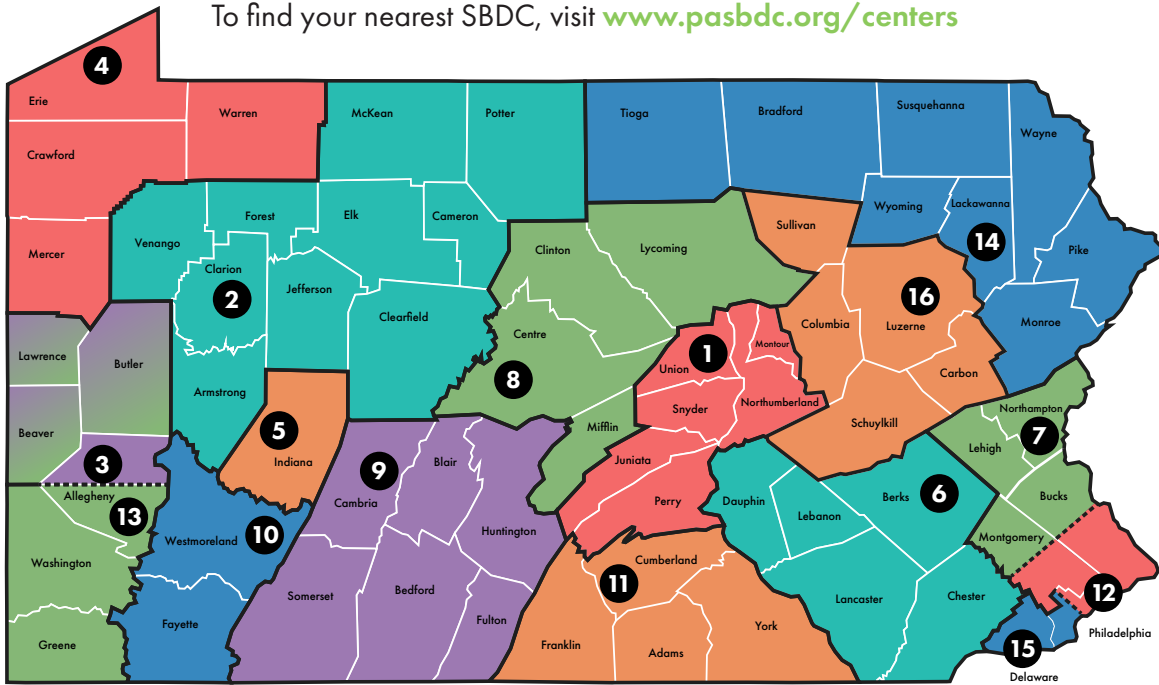 To find your nearest SBDC, visit www.pasbdc.org/centers
4
Erie
Warren
McKean
Potter
Tioga
Bradford
Susquehanna
Wayne
Crawford
Mercer
Venango
Forest
Elk
Cameron
Clarion
2
Jefferson
Clearfield
Clinton
Lycoming
Sullivan
Wyoming
Lackawanna
14
Pike
16
Luzerne
Columbia
Monroe
Carbon
Lawrence
Butler
Beaver
Armstrong
Centre
8
1
Union
Montour
Snyder
Northumberland
Schuylkill
Northampton
7
Lehigh
5
Indiana
3
Allegheny
13
9
Cambria
Blair
Mifflin
Juniata
Perry
Dauphin
Lebanon
Berks
6
Bucks
Montgomery
Westmoreland
10
Huntington
Washington
Somerset
Bedford
Fulton
11
Cumberland
Lancaster
Chester
12
Philadelphia
Fayette
Greene
Franklin
Adams
York
15
Delaware